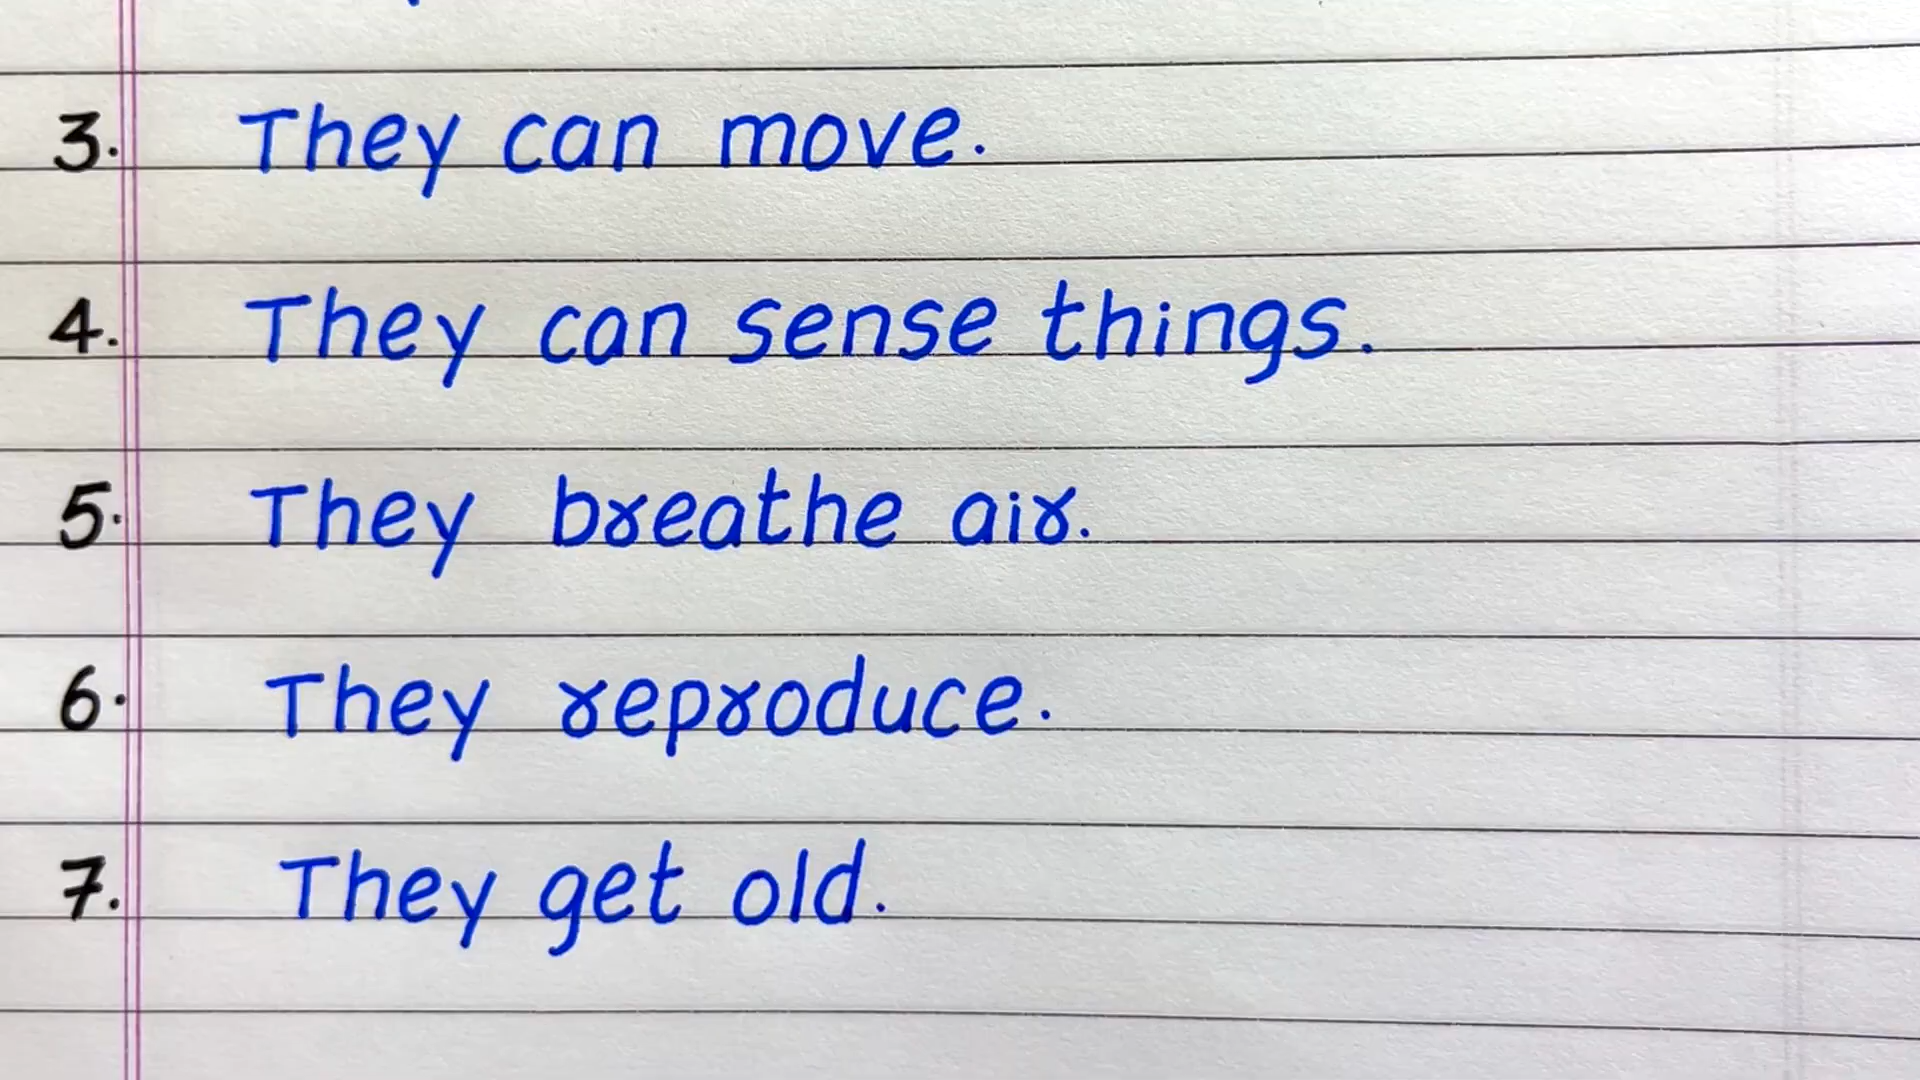 3. They can move.
4. They can sense things.
5. They breathe air.
6. They reproduce.
7. They get old.